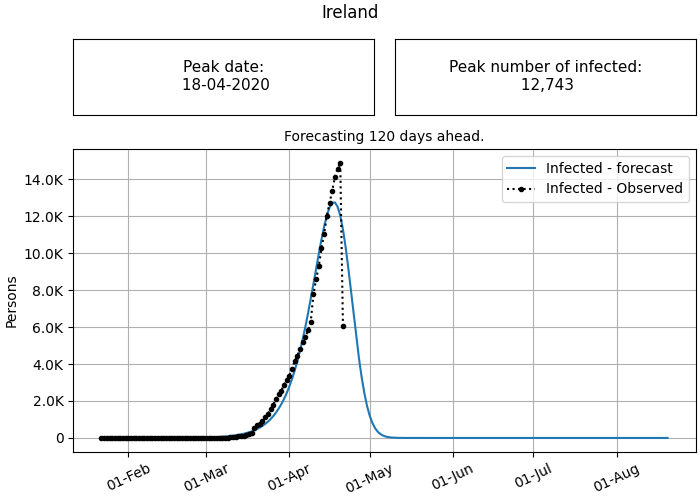 Ireland
Peak date:
18-04-2020
Peak number of infected:
12,743
Forecasting 120 days ahead.
Infected - forecast
Infected - Observed
14.0K
12.0K
10.0K
8.0K
6.0K
4.0K
2.0K
0
Persons
01-Feb
01-Mar
01-Apr
01-May
01-Jun
01-Jul
01-Aug